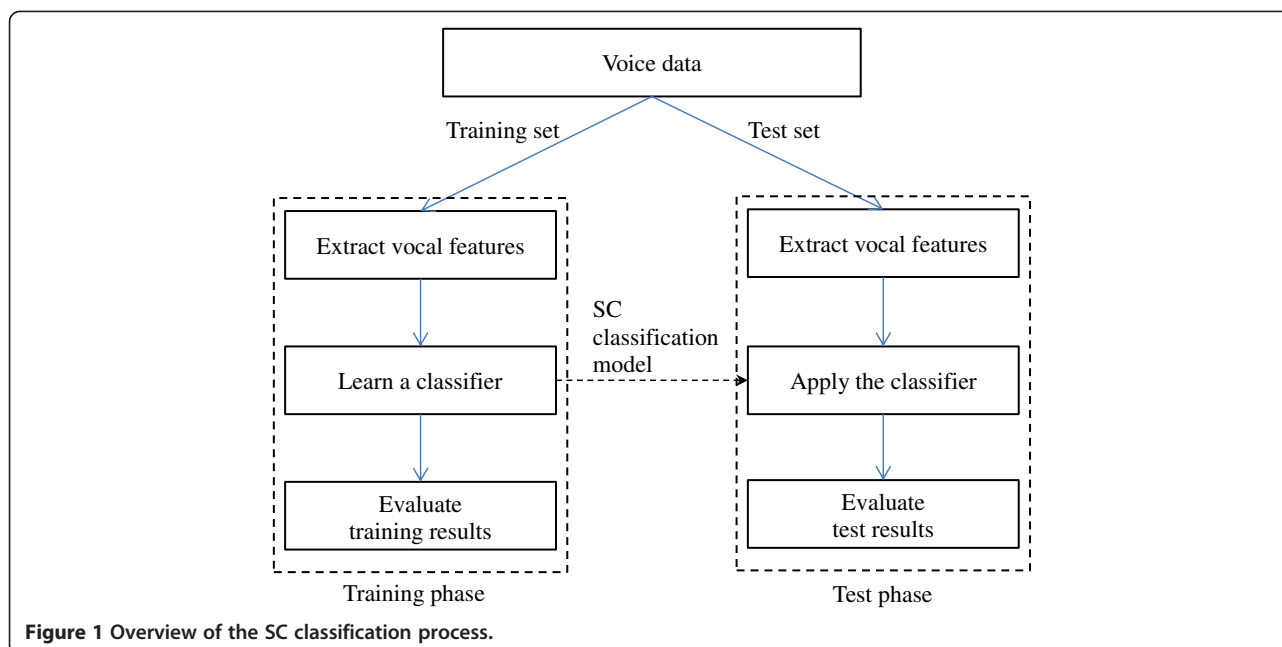 Voice data
Training set
Test set
Extract vocal features
Extract vocal features
SC
classification
model
Learn a classifier
Apply the classifier
Evaluate
training results
Evaluate
test results
Training phase
Test phase
Figure 1 Overview of the SC classification process.